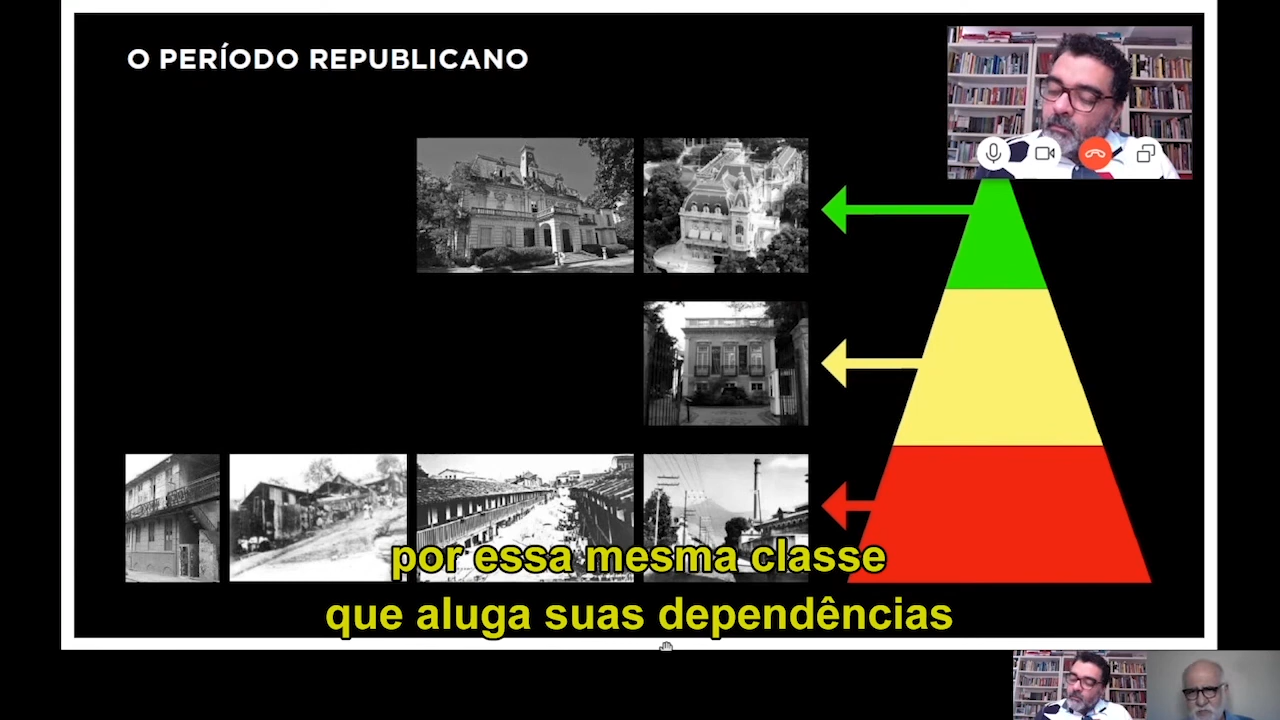 O PERÍODO REPUBLICANO
por essa mesma classe
que aluga suas dependências